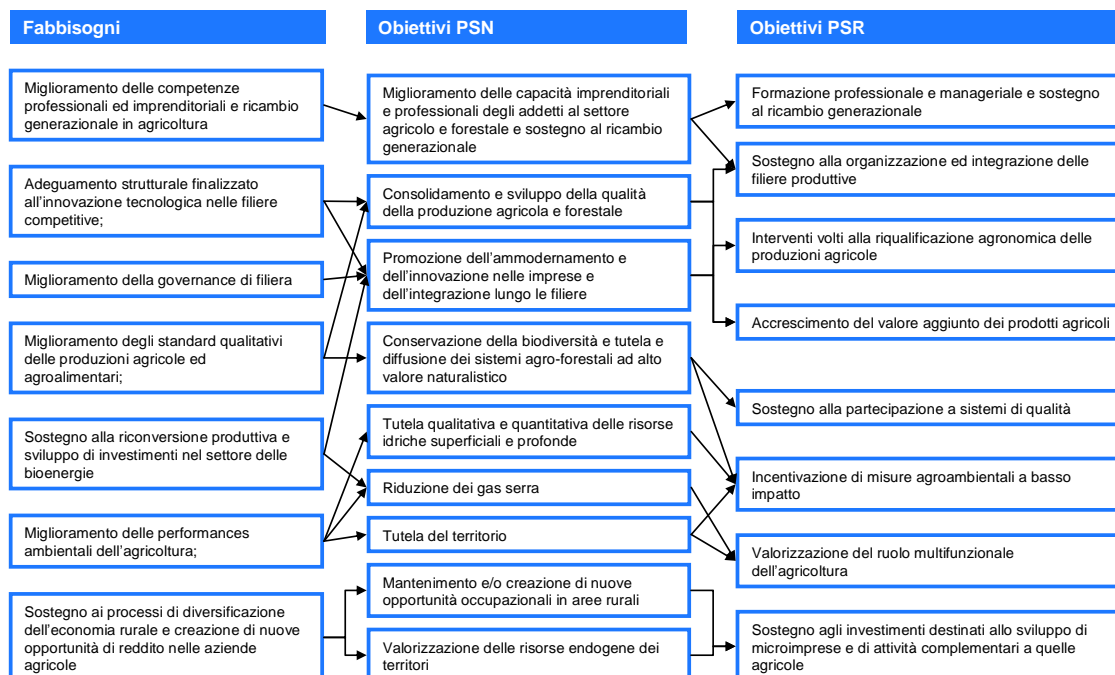 Fabbisogni
Obiettivi PSN
Obiettivi PSR
Miglioramento delle competenze
professionali ed imprenditoriali e ricambio
generazionale in agricoltura
Adeguamento strutturale finalizzato
all'innovazione tecnologica nelle filiere
competitive;
Miglioramento della governance di filiera
Miglioramento degli standard qualitativi
delle produzioni agricole ed
agroalimentari;
Sostegno alla riconversione produttiva e
sviluppo di investimenti nel settore delle
bioenergie
Miglioramento delle performances
ambientali dell'agricoltura;
Sostegno ai processi di diversificazione
dell'economia rurale e creazione di nuove
opportunità di reddito nelle aziende
agricole
Miglioramento delle capacità imprenditoriali
e professionali degli addetti al settore
agricolo e forestale e sostegno al ricambio
generazionale
Consolidamento e sviluppo della qualità
della produzione agricola e forestale
Promozione dell'ammodernamento e
dell'innovazione nelle imprese e
dell'integrazione lungo le filiere
Conservazione della biodiversità e tutela e
diffusione dei sistemi agro-forestali ad alto
valore naturalistico
Tutela qualitativa e quantitativa delle risorse
idriche superficiali e profonde
Riduzione dei gas serra
Tutela del territorio
Mantenimento e/o creazione di nuove
opportunità occupazionali in aree rurali
Valorizzazione delle risorse endogene dei
territori
Formazione professionale e manageriale e sostegno
al ricambio generazionale
Sostegno alla organizzazione ed integrazione delle
filiere produttive
Interventi volti alla riqualificazione agronomica delle
produzioni agricole
Accrescimento del valore aggiunto dei prodotti agricoli
Sostegno alla partecipazione a sistemi di qualità
Incentivazione di misure agroambientali a basso
impatto
Valorizzazione del ruolo multifunzionale
dell'agricoltura
Sostegno agli investimenti destinati allo sviluppo di
microimprese e di attività complementari a quelle
agricole